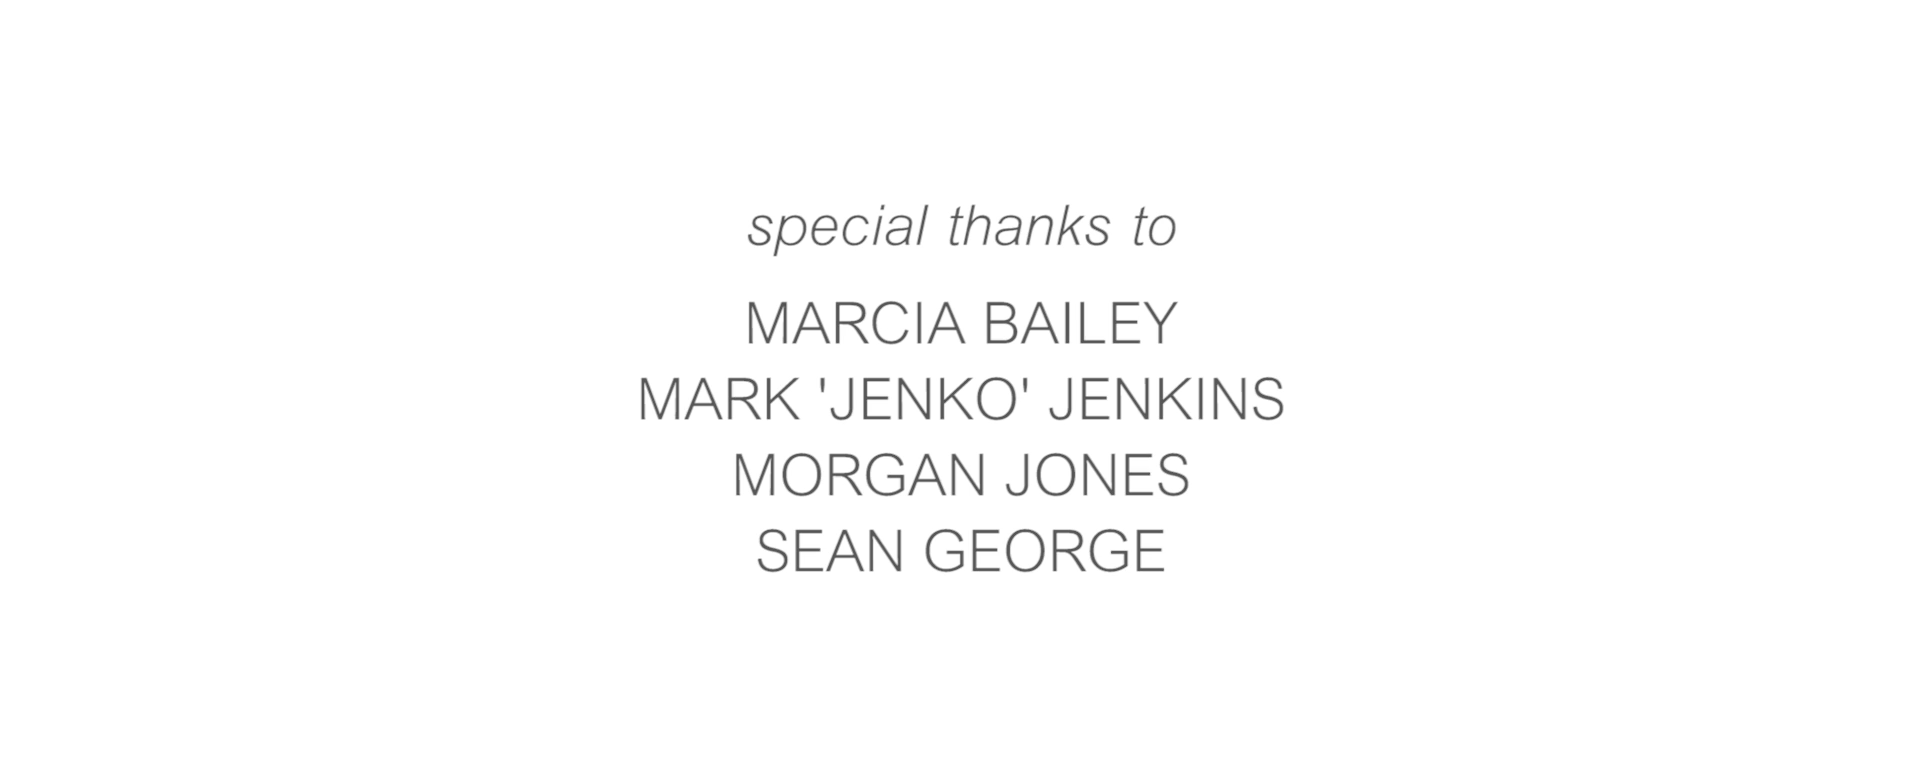 special thanks to
MARCIA BAILEY
MARK 'JENKO' JENKINS
MORGAN JONES
SEAN GEORGE